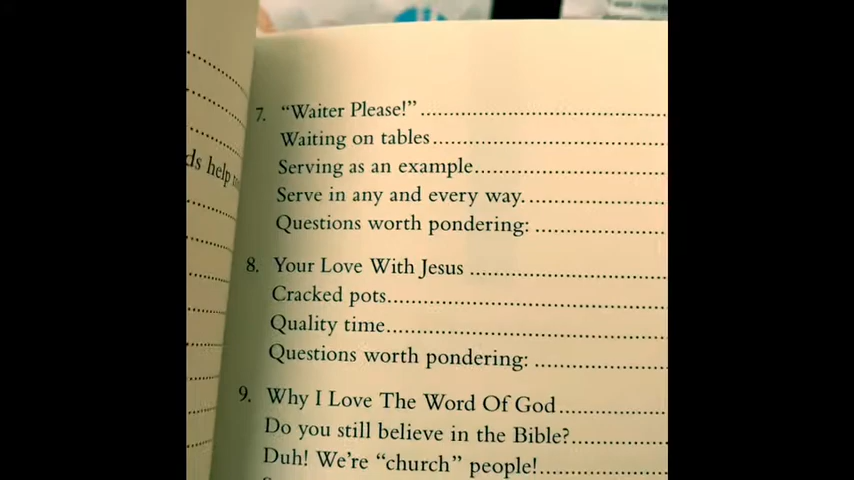 ds help
7. “Waiter Please!”
Waiting on tables
Serving as an example
Serve in any and every way.
Questions worth pondering:
8. Your Love With Jesus
Cracked pots
Quality time
Questions worth pondering:
9. Why I Love The Word Of God
Do you still believe in the Bible?
Duh! We’re “church” people!